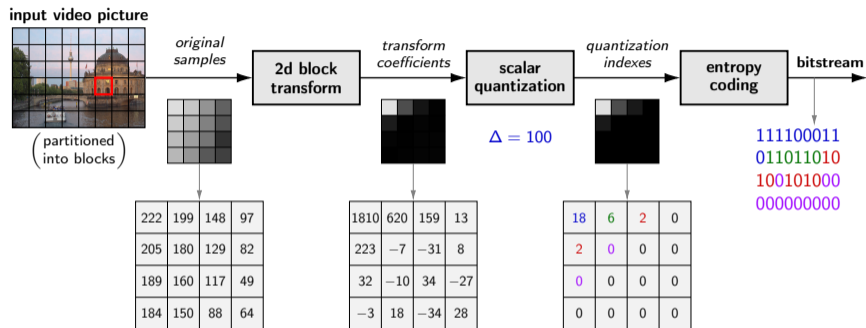 input video picture
(partitioned
into blocks)
original
samples
2d block
transform
transform
coefficients
scalar
quantization
Δ = 100
quantization
indexes
entropy
coding
bitstream
111100011
011011010
100101000
000000000
222 199 148 97
205 180 129 82
189 160 117 49
184 150 88 64
1810 620 159 13
223 −7 −31 8
32 −10 34 −27
−3 18 −34 28
18 6 2 0
2 0 0 0
0 0 0 0
0 0 0 0